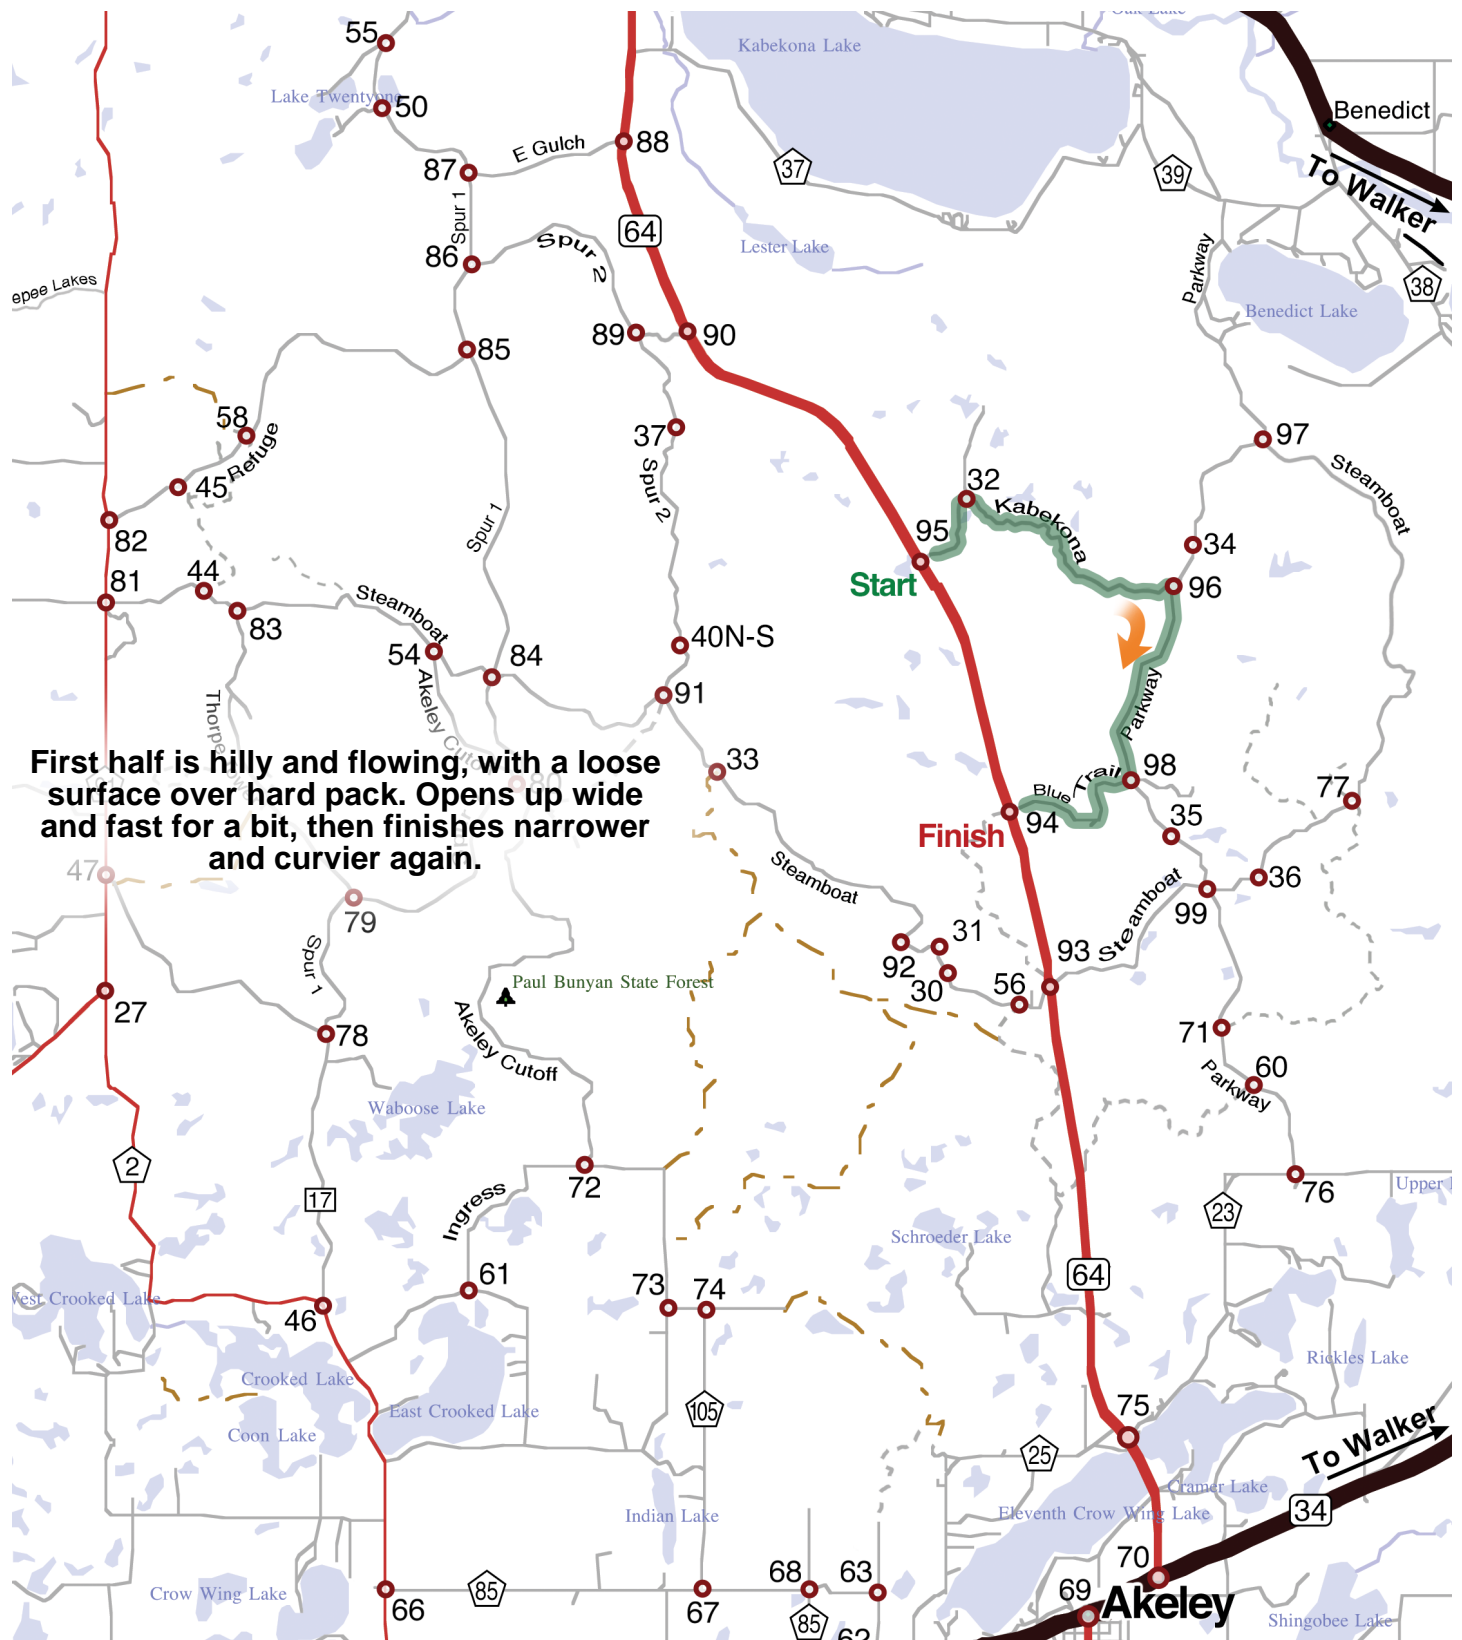 Oak Lake
55
Kabekona Lake
Lake Twentyone
50
Benedict
88
E Gulch
87
37
39
To Walker
Spur 1
64
86
Spur 2
Lester Lake
Parkway
epee Lakes
38
Benedict Lake
89
90
85
58
Refuge
37
97
Steamboat
45
Spur 2
32
Kabekona
82
Spur 1
95
34
81
44
Start
96
83
Steamboat
54
84
40N-S
Akeley Cutoff
91
Thorpe Tower
Parkway
33
98
80
First half is hilly and flowing, with a loose
surface over hard pack. Opens up wide
and fast for a bit, then finishes narrower
and curvier again.
Blue Trail
94
Finish
35
77
47
Steamboat
36
79
99
Steamboat
Spur 1
31
92
30
93
56
Paul Bunyan State Forest
27
78
Akeley Cutoff
71
60
Parkway
Waboose Lake
2
17
72
76
Ingress
23
Upper
Schroeder Lake
61
73
74
64
West Crooked Lake
46
Crooked Lake
Rickles Lake
East Crooked Lake
105
75
Coon Lake
25
To Walker
Cramer Lake
Indian Lake
Eleventh Crow Wing Lake
34
70
68
63
Crow Wing Lake
85
66
67
85
69
Akeley
Shingobee Lake
62